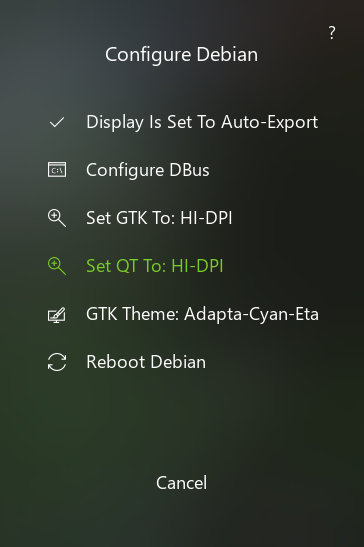 ?
Configure Debian
Display Is Set To Auto-Export
Configure DBus
Set GTK To: HI-DPI
Set QT To: HI-DPI
GTK Theme: Adapta-Cyan-Eta
Reboot Debian
Cancel